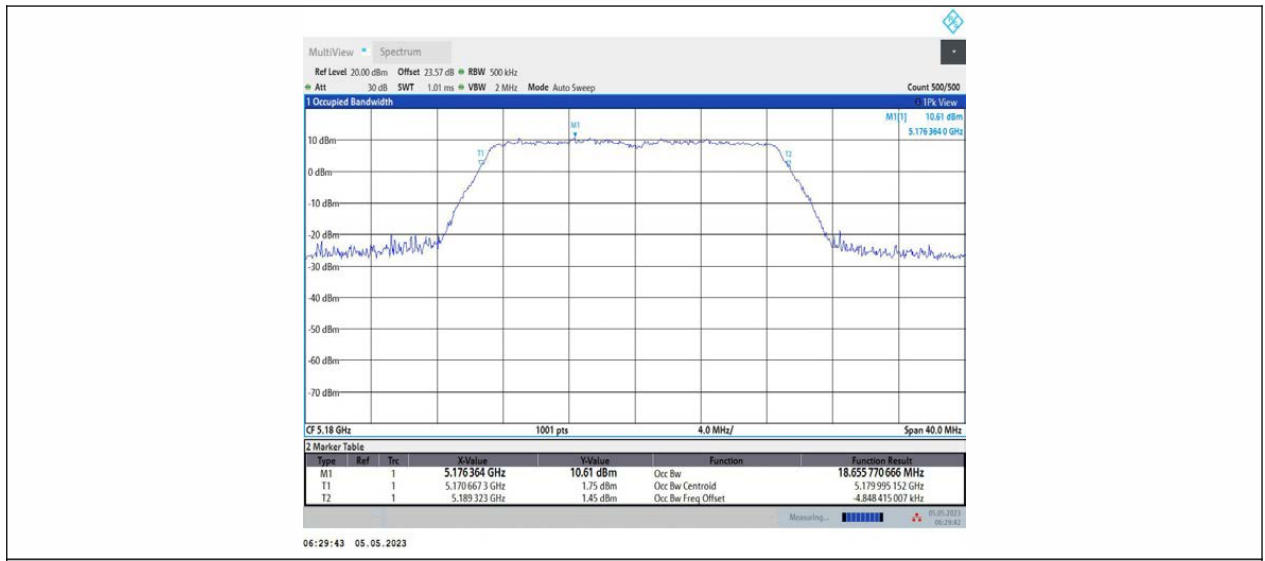 MultiView Spectrum
Ref Level 20.00 dBm Offset 23.57 dB RBW 500 kHz
Att 30 dB SWT 1.01 ms VBW 2 MHz Mode Auto Sweep Count 500/500
1 Occupied Bandwidth 1Pk View
M1[1] 10.61 dBm
5.176 364 0 GHz
M1
10 dBm
T1
T2
0 dBm
-10 dBm
-20 dBm
-30 dBm
-40 dBm
-50 dBm
-60 dBm
-70 dBm
CF 5.18 GHz 1001 pts 4.0 MHz/ Span 40.0 MHz
2 Marker Table
Type Ref Trc X-Value Y-Value Function Function Result
M1 1 5.176 364 GHz 10.61 dBm Occ Bw 18.655 770 666 MHz
T1 1 5.170 667 3 GHz 1.75 dBm Occ Bw Centroid 5.179 995 152 GHz
T2 1 5.189 323 GHz 1.45 dBm Occ Bw Freq Offset -4.848 415 007 kHz
Measuring... 05.05.2023
06:29:42
06:29:43 05.05.2023